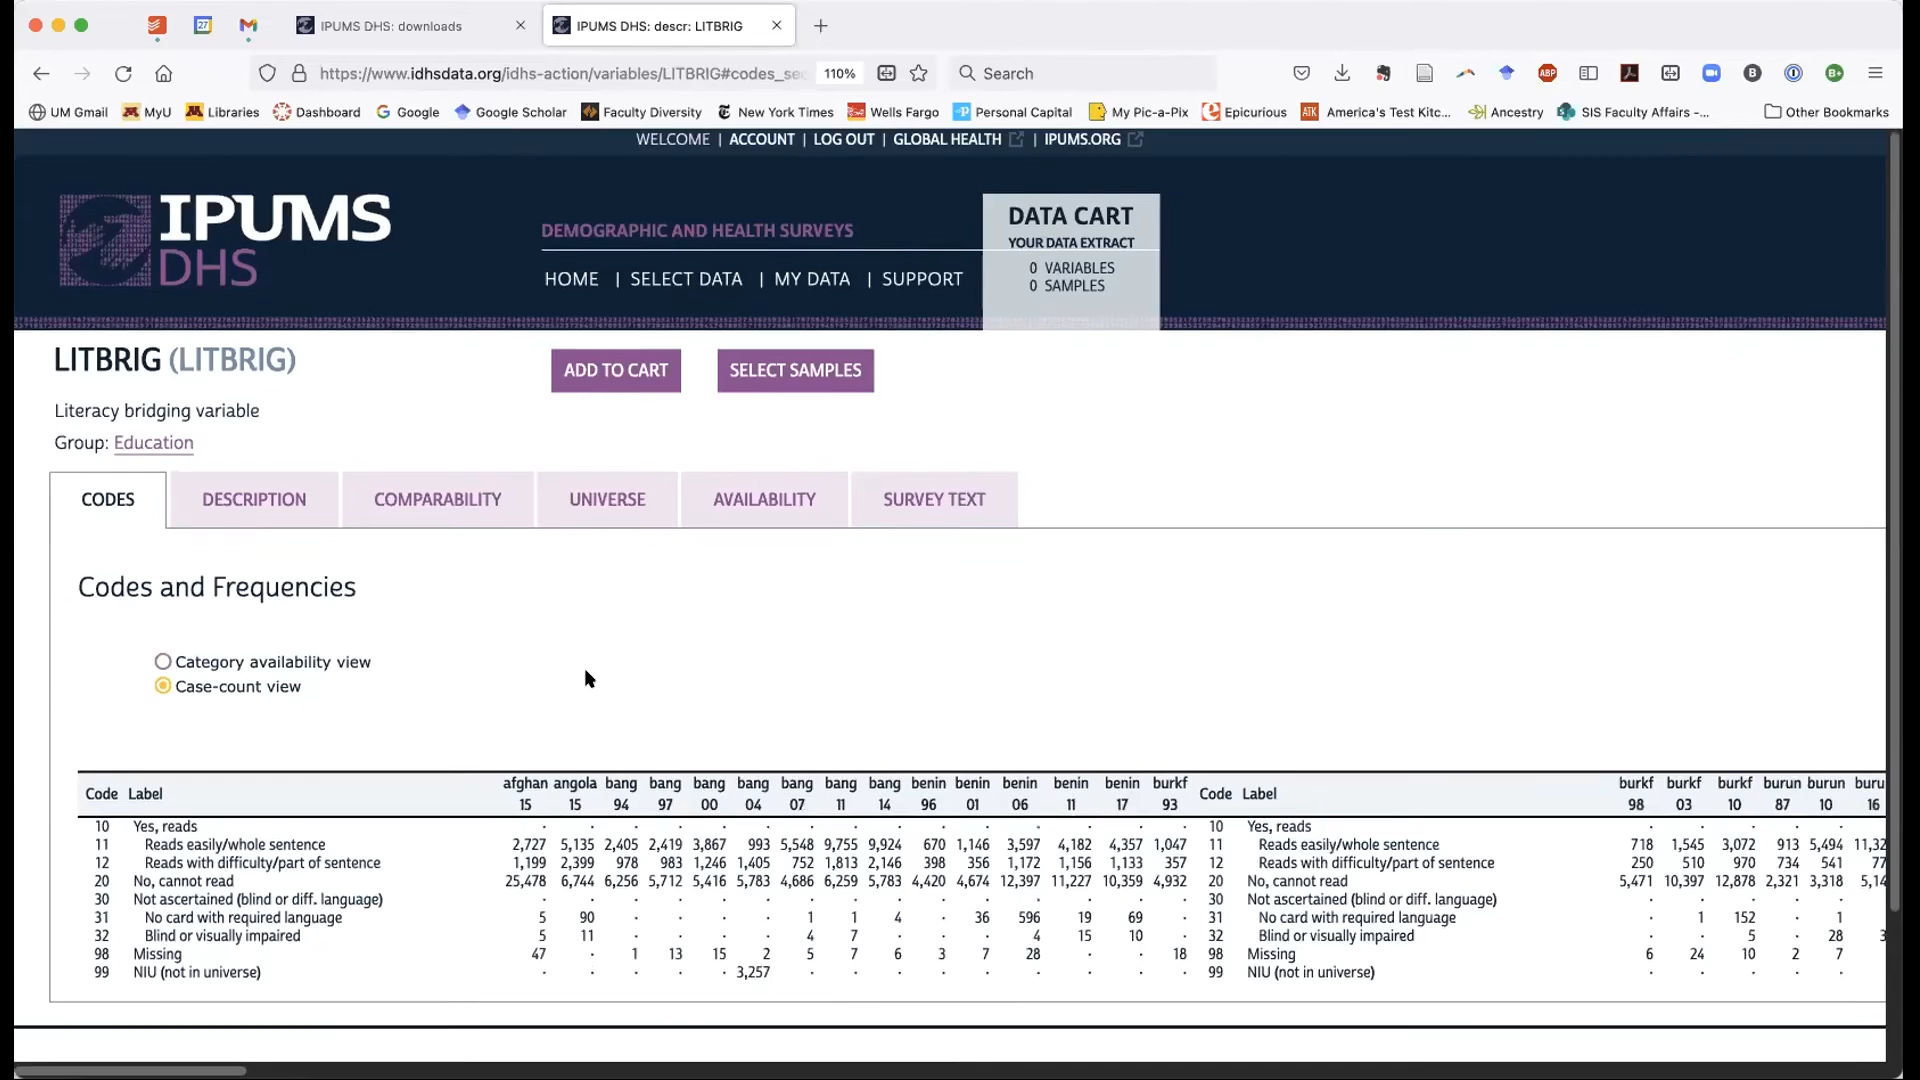 27
IPUMS DHS: downloads
IPUMS DHS: descr: LITBRIG
https://www.idhsdata.org/idhs-action/variables/LITBRIG#codes_sec
110%
Search
ABP
B
B+
UM Gmail
MyU
Libraries
Dashboard
Google
Google Scholar
Faculty Diversity
New York Times
Wells Fargo
Personal Capital
My Pic-a-Pix
Epicurious
ATK America's Test Kitc...
Ancestry
SIS Faculty Affairs -...
Other Bookmarks
WELCOME | ACCOUNT | LOG OUT | GLOBAL HEALTH | IPUMS.ORG
IPUMS
DHS
DEMOGRAPHIC AND HEALTH SURVEYS
HOME | SELECT DATA | MY DATA | SUPPORT
DATA CART
YOUR DATA EXTRACT
0 VARIABLES
0 SAMPLES
LITBRIG (LITBRIG)
ADD TO CART
SELECT SAMPLES
Literacy bridging variable
Group: Education
CODES
DESCRIPTION
COMPARABILITY
UNIVERSE
AVAILABILITY
SURVEY TEXT
Codes and Frequencies
Category availability view
Case-count view
Code Label afghan 15 angola 15 bang 94 bang 97 bang 00 bang 04 bang 07 bang 11 bang 14 benin 96 benin 01 benin 06 benin 11 benin 17 burkf 93 Code Label burkf 98 burkf 03 burkf 10 burun 87 burun 10 buru 16
10 Yes, reads · · · · · · · · · · · · · · · 10 Yes, reads · · · · ·
11 Reads easily/whole sentence 2,727 5,135 2,405 2,419 3,867 993 5,548 9,755 9,924 670 1,146 3,597 4,182 4,357 1,047 11 Reads easily/whole sentence 718 1,545 3,072 913 5,494 11,32
12 Reads with difficulty/part of sentence 1,199 2,399 978 983 1,246 1,405 752 1,813 2,146 398 356 1,172 1,156 1,133 357 12 Reads with difficulty/part of sentence 250 510 970 734 541 77
20 No, cannot read 25,478 6,744 6,256 5,712 5,416 5,783 4,686 6,259 5,783 4,420 4,674 12,397 11,227 10,359 4,932 20 No, cannot read 5,471 10,397 12,878 2,321 3,318 5,14
30 Not ascertained (blind or diff. language) · · · · · · · · · · · · · · · 30 Not ascertained (blind or diff. language) · · · · ·
31 No card with required language 5 90 · · · · 1 1 4 · 36 596 19 69 · 31 No card with required language · 1 152 · 1
32 Blind or visually impaired 5 11 · · · · 4 7 · · · 4 15 10 · 32 Blind or visually impaired · · 5 · 28 3
98 Missing 47 · 1 13 15 2 5 7 6 3 7 28 · · 18 98 Missing 6 24 10 2 7
99 NIU (not in universe) · · · · · 3,257 · · · · · · · · · 99 NIU (not in universe) · · · · ·